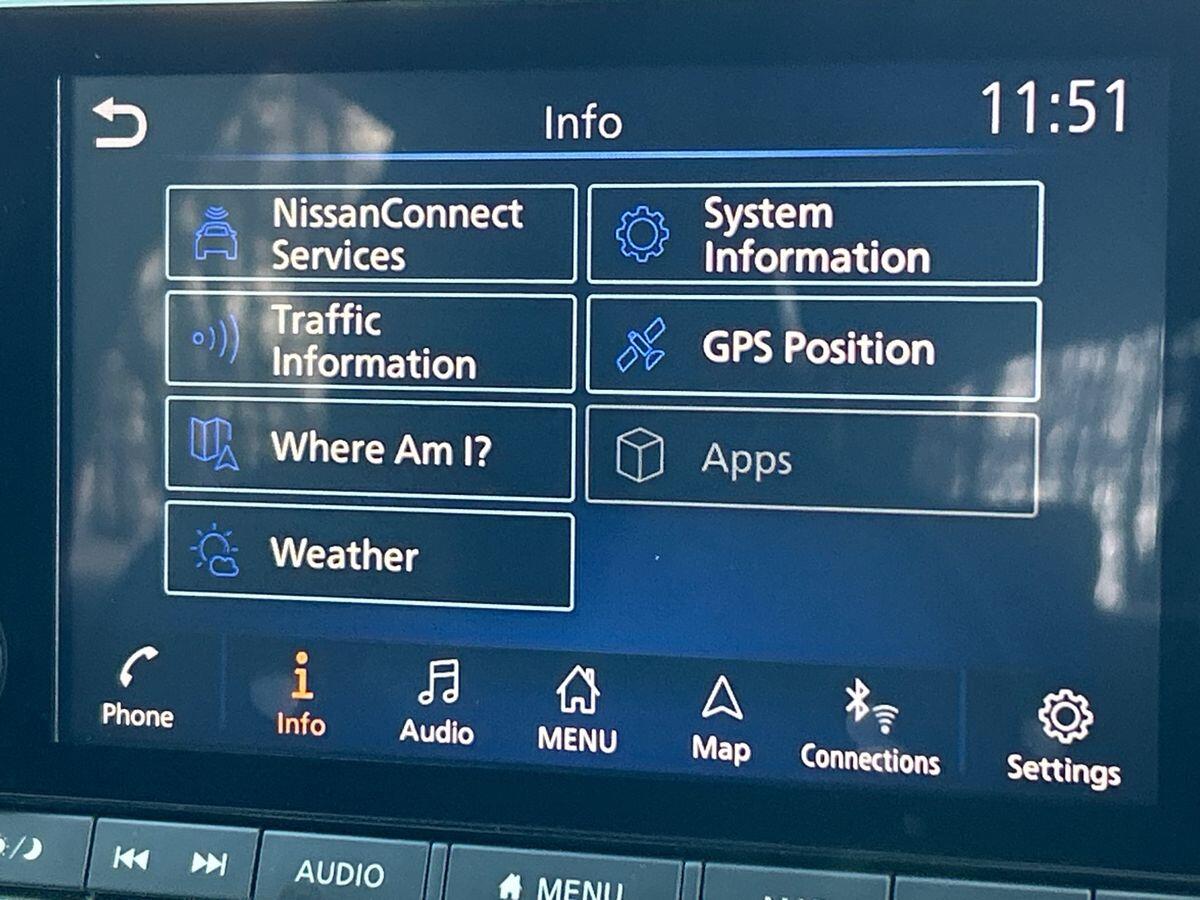 Info
11:51
NissanConnect
Services
System
Information
Traffic
Information
GPS Position
Where Am I?
Apps
Weather
Phone
Info
Audio
MENU
Map
Connections
Settings
AUDIO
MENU